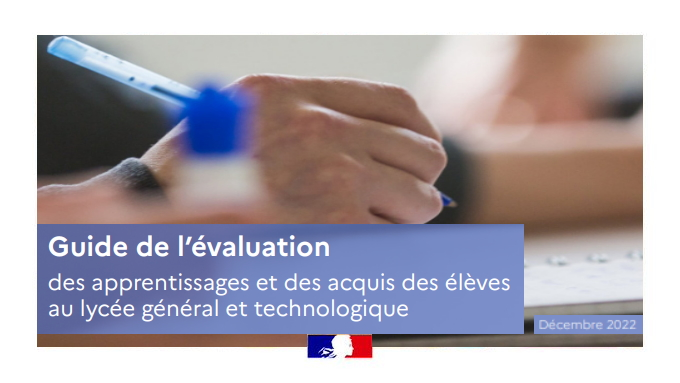 Guide de l'évaluation
des apprentissages et des acquis des élèves
au lycée général et technologique
Décembre 2022